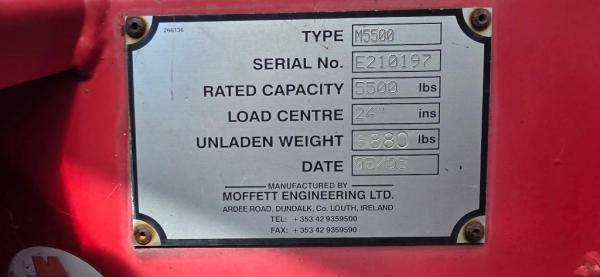 266136
TYPE M5500
SERIAL No. E210197
RATED CAPACITY 5500 lbs
LOAD CENTRE 24" ins
UNLADEN WEIGHT lbs
DATE
MANUFACTURED BY
MOFFETT ENGINEERING LTD.
ARDEE ROAD, DUNDALK, Co. LOUTH, IRELAND
TEL: +353 42 9359500
FAX: +353 42 9359590